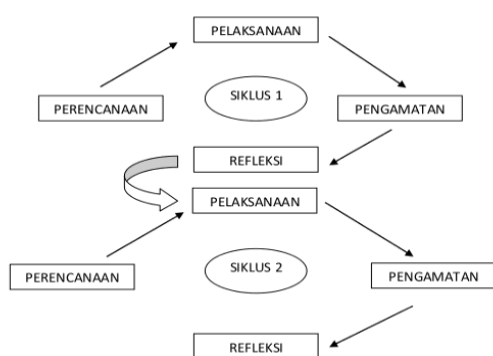 PELAKSANAAN
PERENCANAAN
SIKLUS 1
PENGAMATAN
REFLEKSI
PELAKSANAAN
PERENCANAAN
SIKLUS 2
PENGAMATAN
REFLEKSI